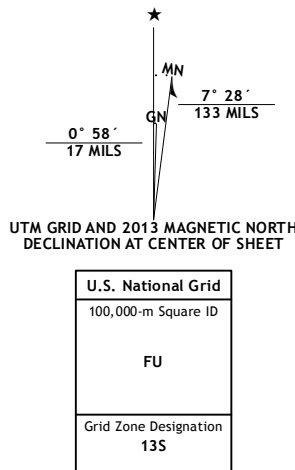 MN
GN
7° 28´
133 MILS
0° 58´
17 MILS
UTM GRID AND 2013 MAGNETIC NORTH
DECLINATION AT CENTER OF SHEET
U.S. National Grid
100,000-m Square ID
FU
Grid Zone Designation
13S